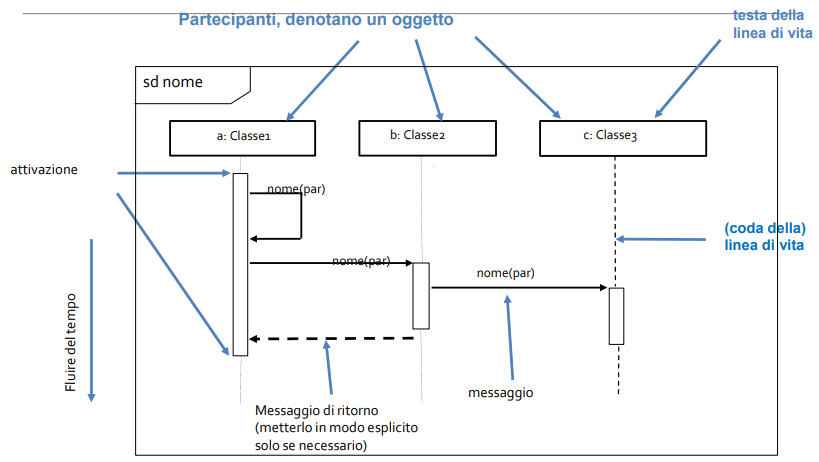 Partecipanti, denotano un oggetto
testa della
linea di vita
sd nome
a: Classe1
b: Classe2
c: Classe3
attivazione
nome(par)
(coda della)
linea di vita
nome(par)
nome(par)
Fluire del tempo
messaggio
Messaggio di ritorno
(metterlo in modo esplicito
solo se necessario)